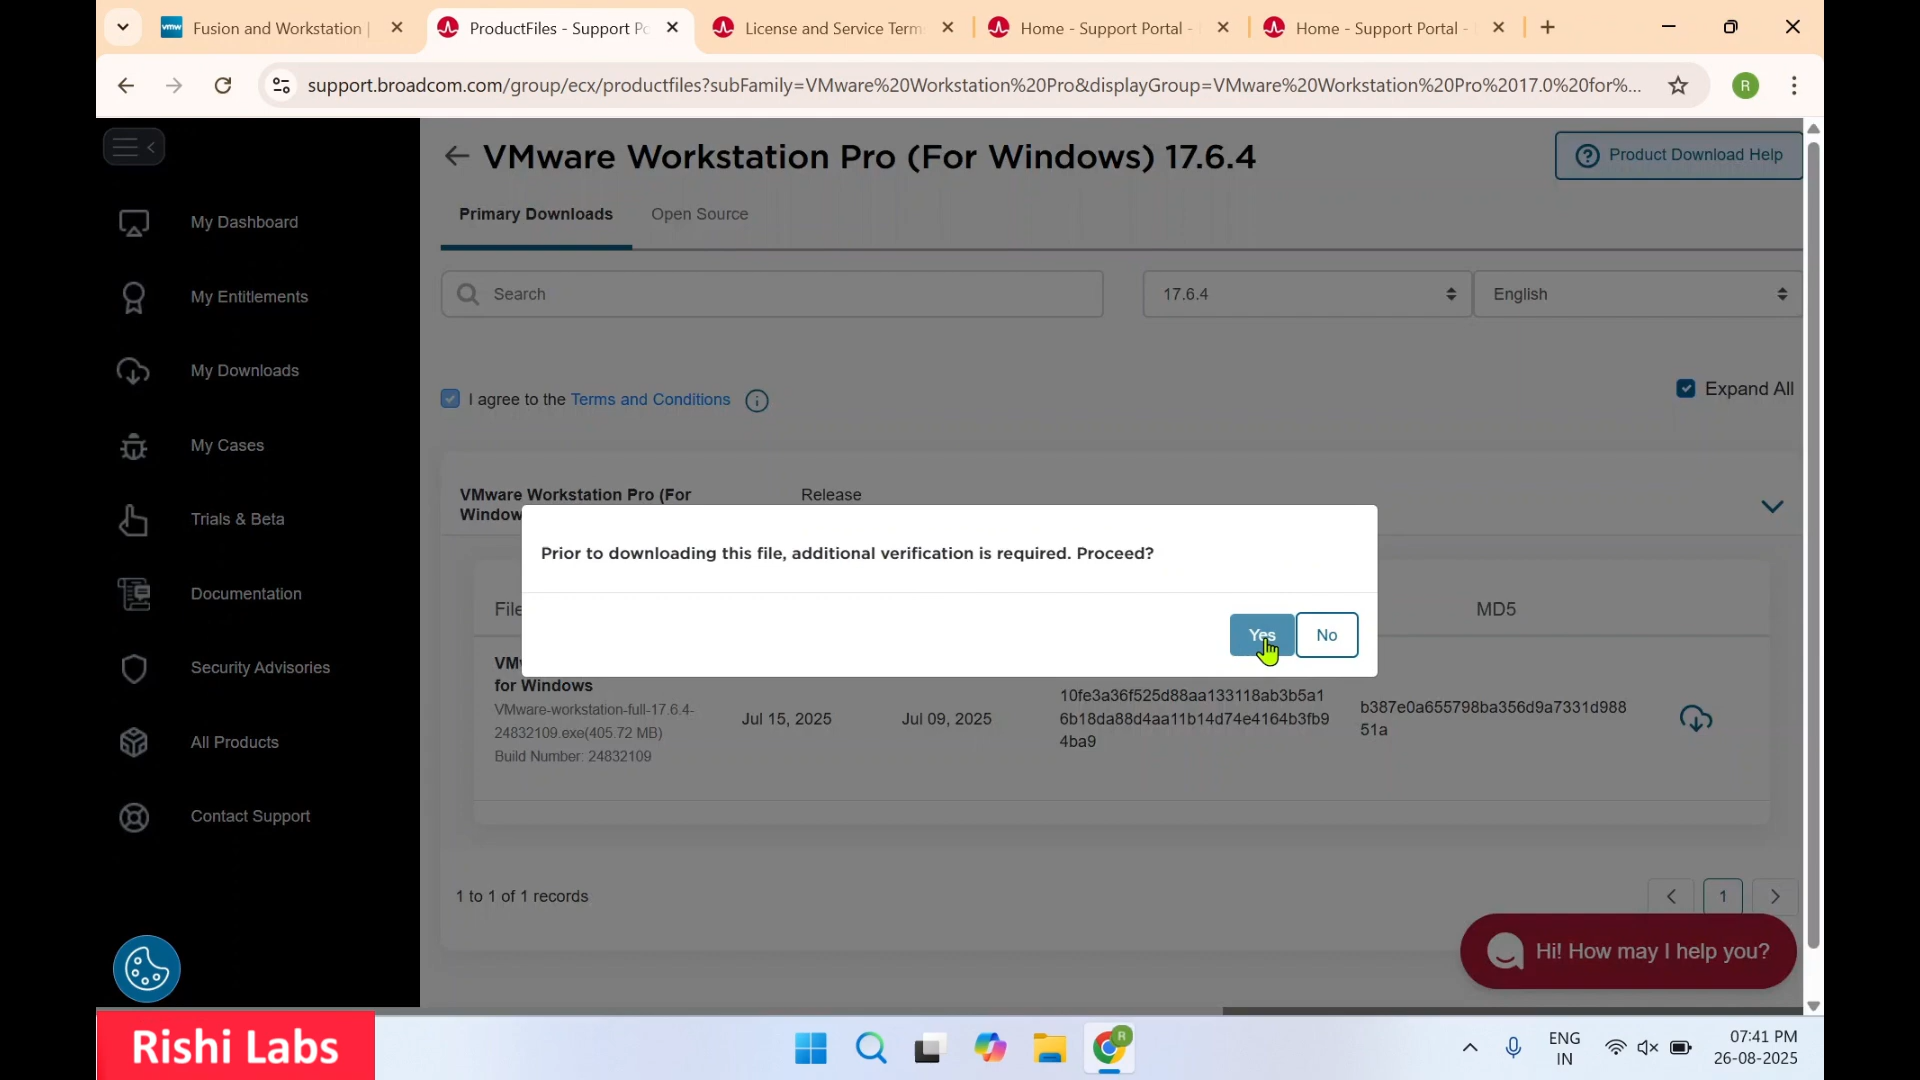 Fusion and Workstation |
ProductFiles - Support Po
License and Service Term
Home - Support Portal -
Home - Support Portal -
support.broadcom.com/group/ecx/productfiles?subFamily=VMware%20Workstation%20Pro&displayGroup=VMware%20Workstation%20Pro%2017.0%20for%...
R
VMware Workstation Pro (For Windows) 17.6.4
Product Download Help
Primary Downloads
Open Source
Search
17.6.4
English
I agree to the Terms and Conditions
Expand All
My Dashboard
My Entitlements
My Downloads
My Cases
Trials & Beta
Documentation
Security Advisories
All Products
Contact Support
VMware Workstation Pro (For
Release
Prior to downloading this file, additional verification is required. Proceed?
Yes
No
MD5
for Windows
VMware-workstation-full-17.6.4-
24832109.exe(405.72 MB)
Build Number: 24832109
Jul 15, 2025
Jul 09, 2025
10fe3a36f525d88aa133118ab3b5a1
6b18da88d4aa11b14d74e4164b3fb9
4ba9
b387e0a655798ba356d9a7331d988
51a
1 to 1 of 1 records
1
Hi! How may I help you?
Rishi Labs
R
ENG
IN
07:41 PM
26-08-2025